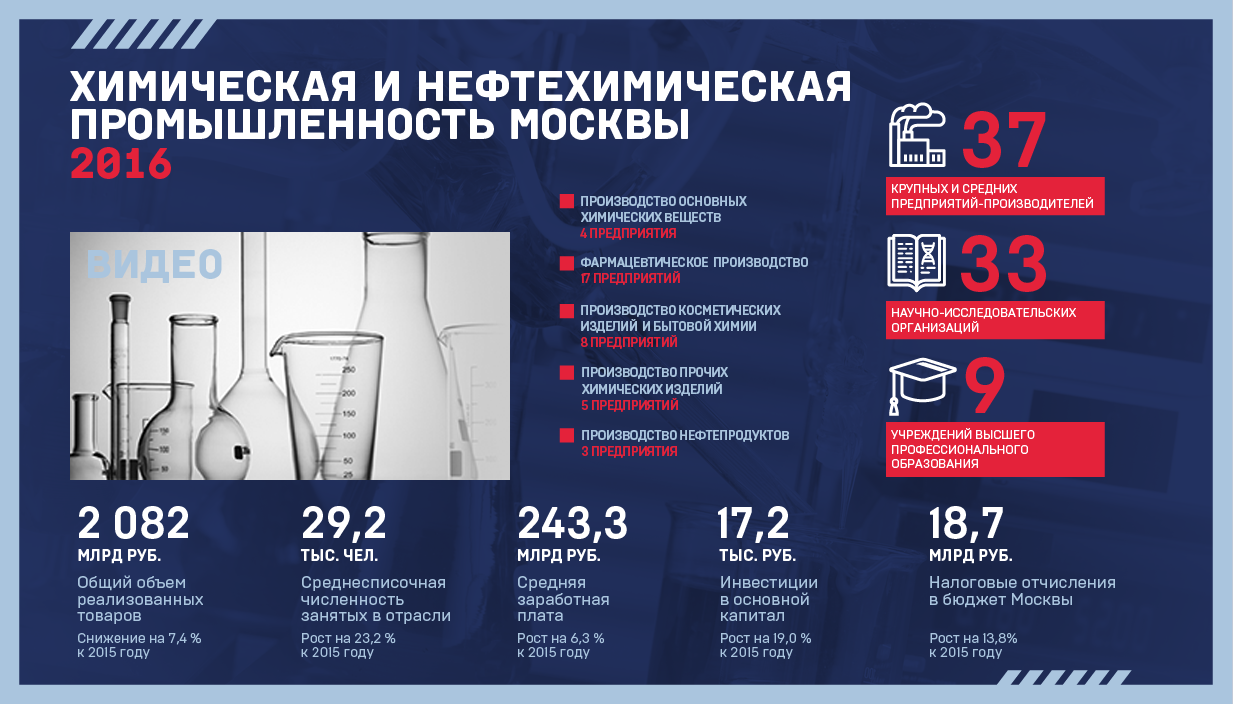 ХИМИЧЕСКАЯ И НЕФТЕХИМИЧЕСКАЯ
ПРОМЫШЛЕННОСТЬ МОСКВЫ
2016
ВИДЕО
250
200
150
100
50
25
ПРОИЗВОДСТВО ОСНОВНЫХ
ХИМИЧЕСКИХ ВЕЩЕСТВ
4 ПРЕДПРИЯТИЯ
ФАРМАЦЕВТИЧЕСКОЕ ПРОИЗВОДСТВО
17 ПРЕДПРИЯТИЙ
ПРОИЗВОДСТВО КОСМЕТИЧЕСКИХ
ИЗДЕЛИЙ И БЫТОВОЙ ХИМИИ
8 ПРЕДПРИЯТИЙ
ПРОИЗВОДСТВО ПРОЧИХ
ХИМИЧЕСКИХ ИЗДЕЛИЙ
5 ПРЕДПРИЯТИЙ
ПРОИЗВОДСТВО НЕФТЕПРОДУКТОВ
3 ПРЕДПРИЯТИЯ
37
КРУПНЫХ И СРЕДНИХ
ПРЕДПРИЯТИЙ-ПРОИЗВОДИТЕЛЕЙ
33
НАУЧНО-ИССЛЕДОВАТЕЛЬСКИХ
ОРГАНИЗАЦИЙ
9
УЧРЕЖДЕНИЙ ВЫСШЕГО
ПРОФЕССИОНАЛЬНОГО
ОБРАЗОВАНИЯ
2 082
МЛРД РУБ.
Общий объем
реализованных
товаров
Снижение на 7,4 %
к 2015 году
29,2
ТЫС. ЧЕЛ.
Среднесписочная
численность
занятых в отрасли
Рост на 23,2 %
к 2015 году
243,3
МЛРД РУБ.
Средняя
заработная
плата
Рост на 6,3 %
к 2015 году
17,2
ТЫС. РУБ.
Инвестиции
в основной
капитал
Рост на 19,0 %
к 2015 году
18,7
МЛРД РУБ.
Налоговые отчисления
в бюджет Москвы
Рост на 13,8%
к 2015 году